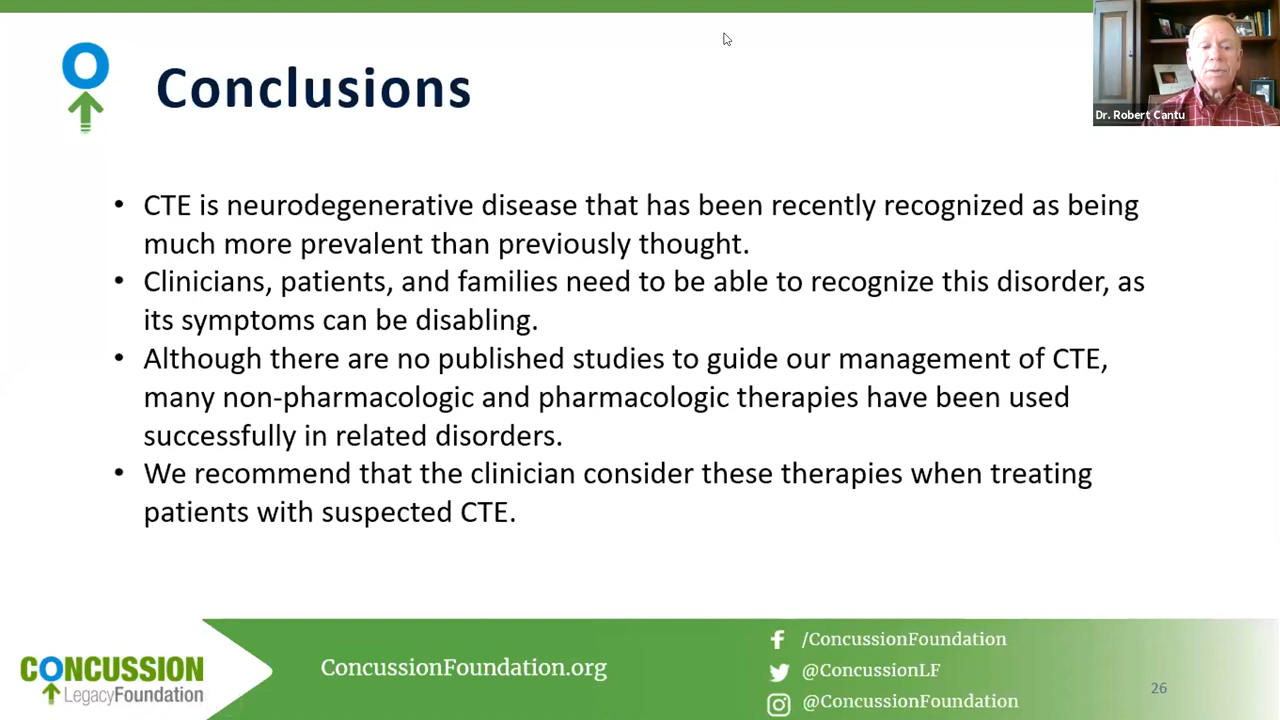 Conclusions
Dr. Robert Cantu
• CTE is neurodegenerative disease that has been recently recognized as being
much more prevalent than previously thought.
• Clinicians, patients, and families need to be able to recognize this disorder, as
its symptoms can be disabling.
• Although there are no published studies to guide our management of CTE,
many non-pharmacologic and pharmacologic therapies have been used
successfully in related disorders.
• We recommend that the clinician consider these therapies when treating
patients with suspected CTE.
CONCUSSION
LegacyFoundation
ConcussionFoundation.org
/ConcussionFoundation
@ConcussionLF
@ConcussionFoundation
26